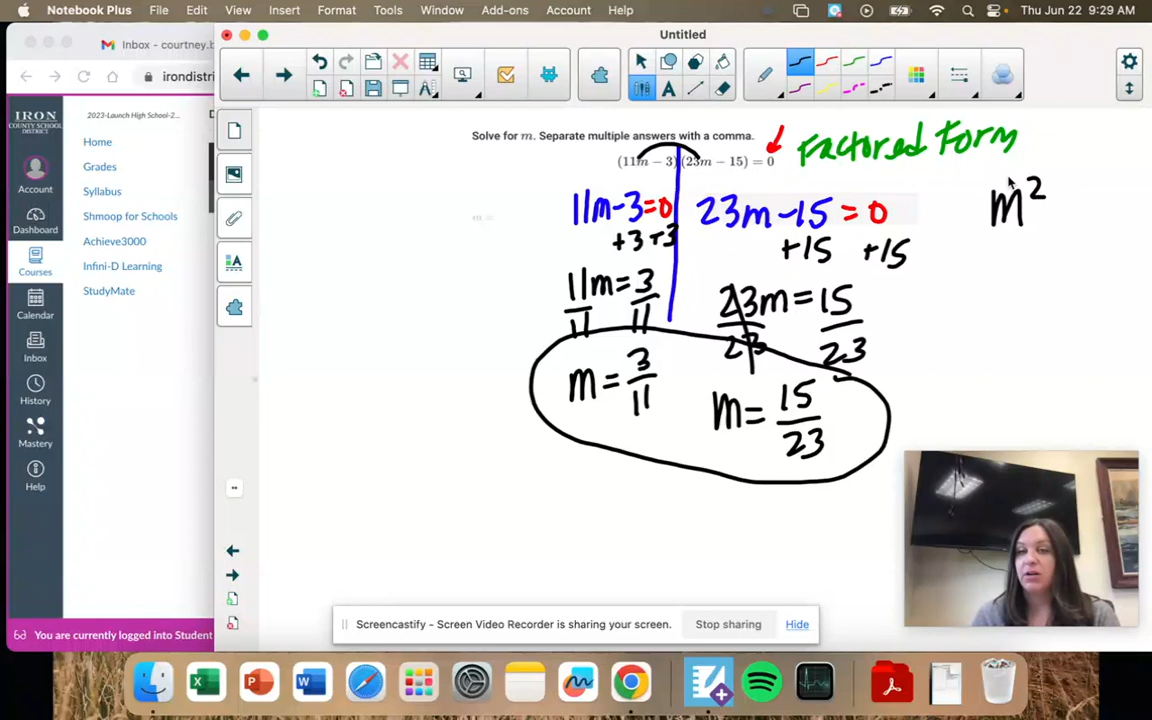 Notebook Plus File Edit View Insert Format Tools Window Add-ons Account Help Thu Jun 22 9:29 AM
Untitled
Inbox - courtney.b
irondistri
IRON
COUNTY SCHOOL
DISTRICT
Account
Dashboard
Courses
Calendar
Inbox
History
Mastery
Help
2023-Launch High School-2...
Home
Grades
Syllabus
Shmoop for Schools
Achieve3000
Infini-D Learning
StudyMate
You are currently logged into Student
Solve for m. Separate multiple answers with a comma.
(11m − 3)(23m − 15) = 0
Factored Form
m²
m =
11m-3=0
+3 +3
11m = 3
11 11
m = 3/11
23m-15 = 0
+15 +15
23m = 15
23 23
m = 15/23
Screencastify - Screen Video Recorder is sharing your screen. Stop sharing Hide